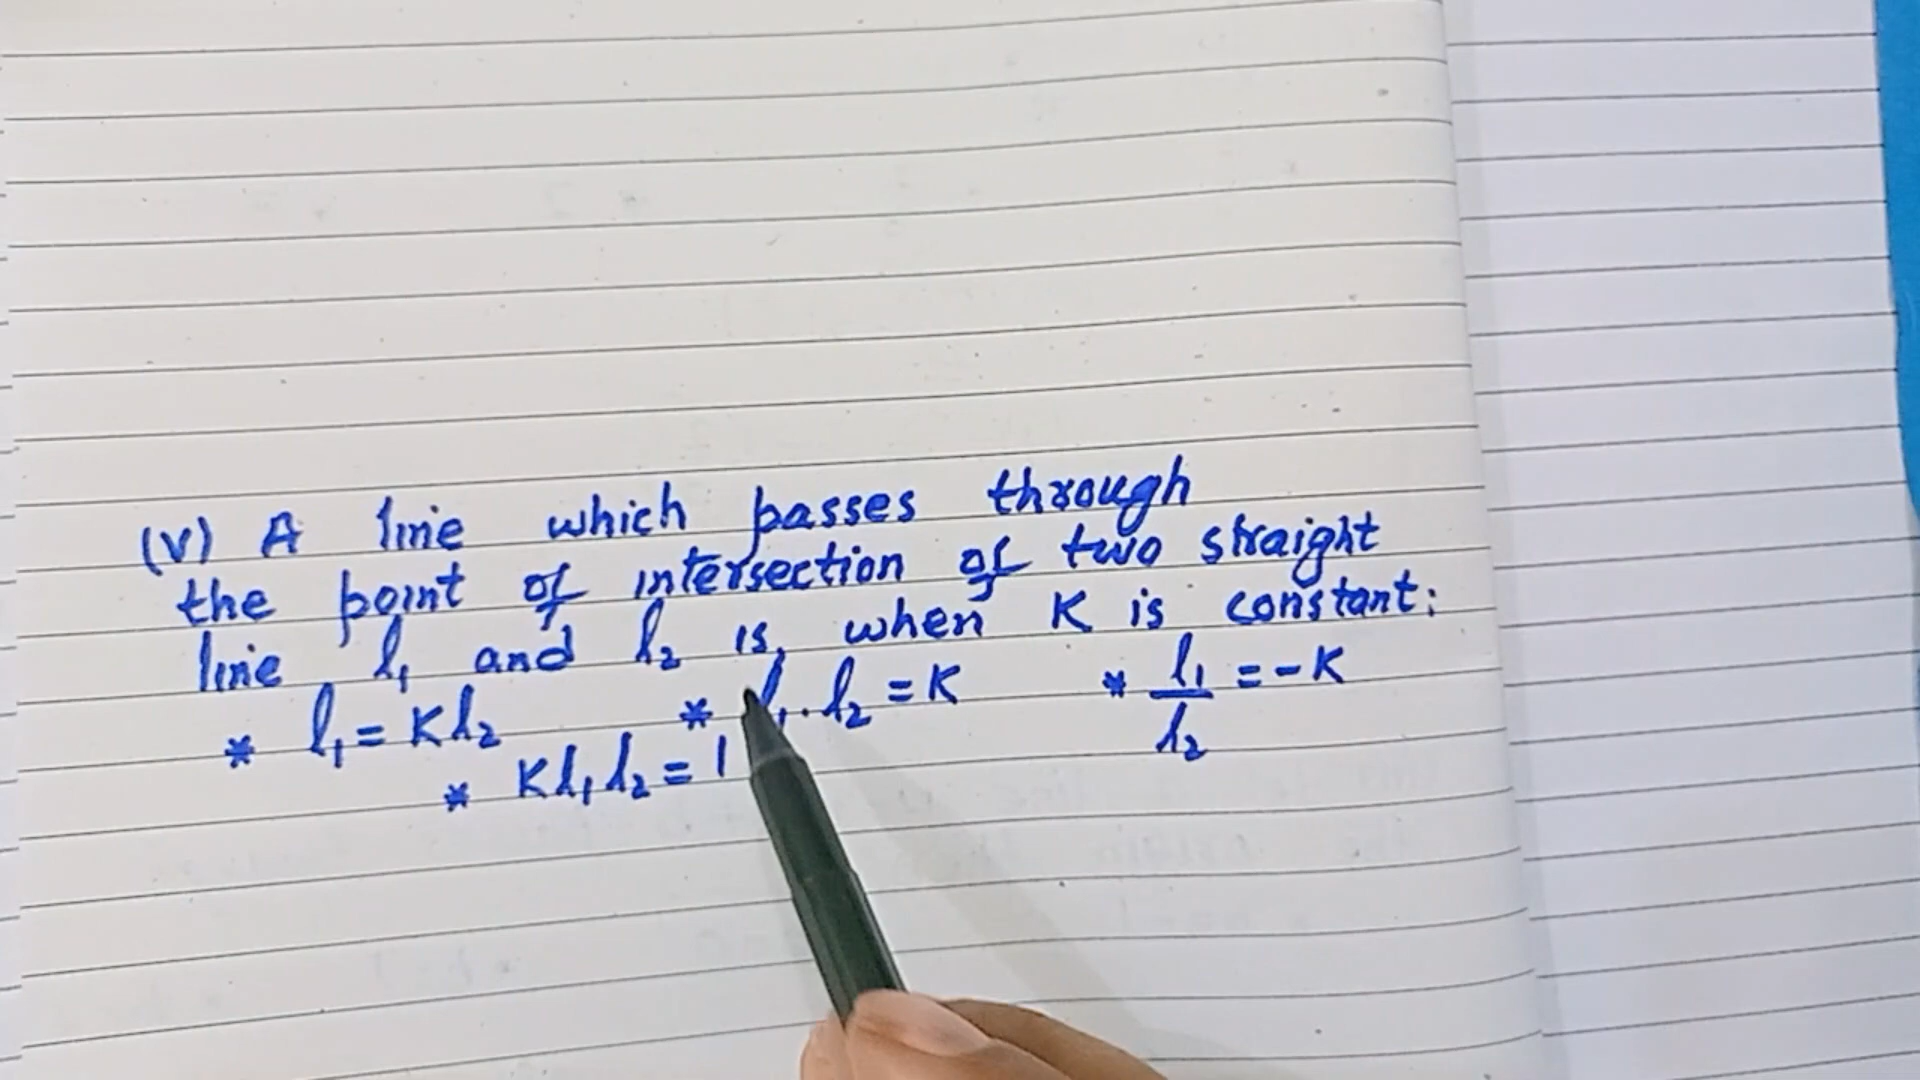 (V) A line which passes through
the point of intersection of two straight
line l₁ and l₂ is, when K is constant:
* l₁ = Kl₂ * l₁. l₂ = K * l₁/l₂ = -K
* Kl₁l₂ = 1